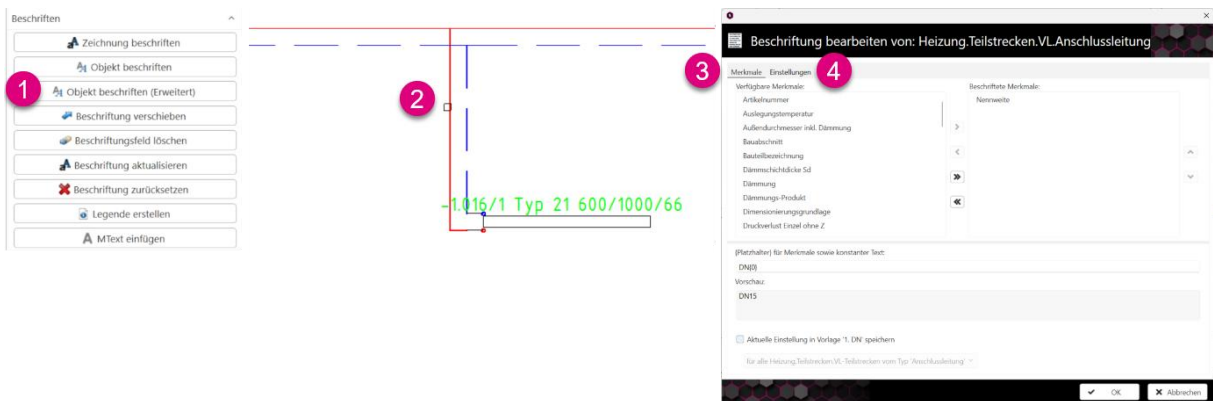 Beschriften
Zeichnung beschriften
Objekt beschriften
1
Objekt beschriften (Erweitert)
Beschriftung verschieben
Beschriftungsfeld löschen
Beschriftung aktualisieren
Beschriftung zurücksetzen
Legende erstellen
MText einfügen
2
-1.016/1 Typ 21 600/1000/66
Beschriftung bearbeiten von: Heizung.Teilstrecken.VL.Anschlussleitung
3
Merkmale Einstellungen
4
Verfügbare Merkmale:
Artikelnummer
Auslegungstemperatur
Außendurchmesser inkl. Dämmung
Bauabschnitt
Bauteilbezeichnung
Dämmschichtdicke Sd
Dämmung
Dämmungs-Produkt
Dimensionierungsgrundlage
Druckverlust Einzel ohne Z
Beschriftete Merkmale:
Nennweite
{Platzhalter} für Merkmale sowie konstanter Text:
DN{0}
Vorschau:
DN15
Aktuelle Einstellung in Vorlage '1. DN' speichern
für alle Heizung.Teilstrecken.VL-Teilstrecken vom Typ 'Anschlussleitung'
OK
Abbrechen